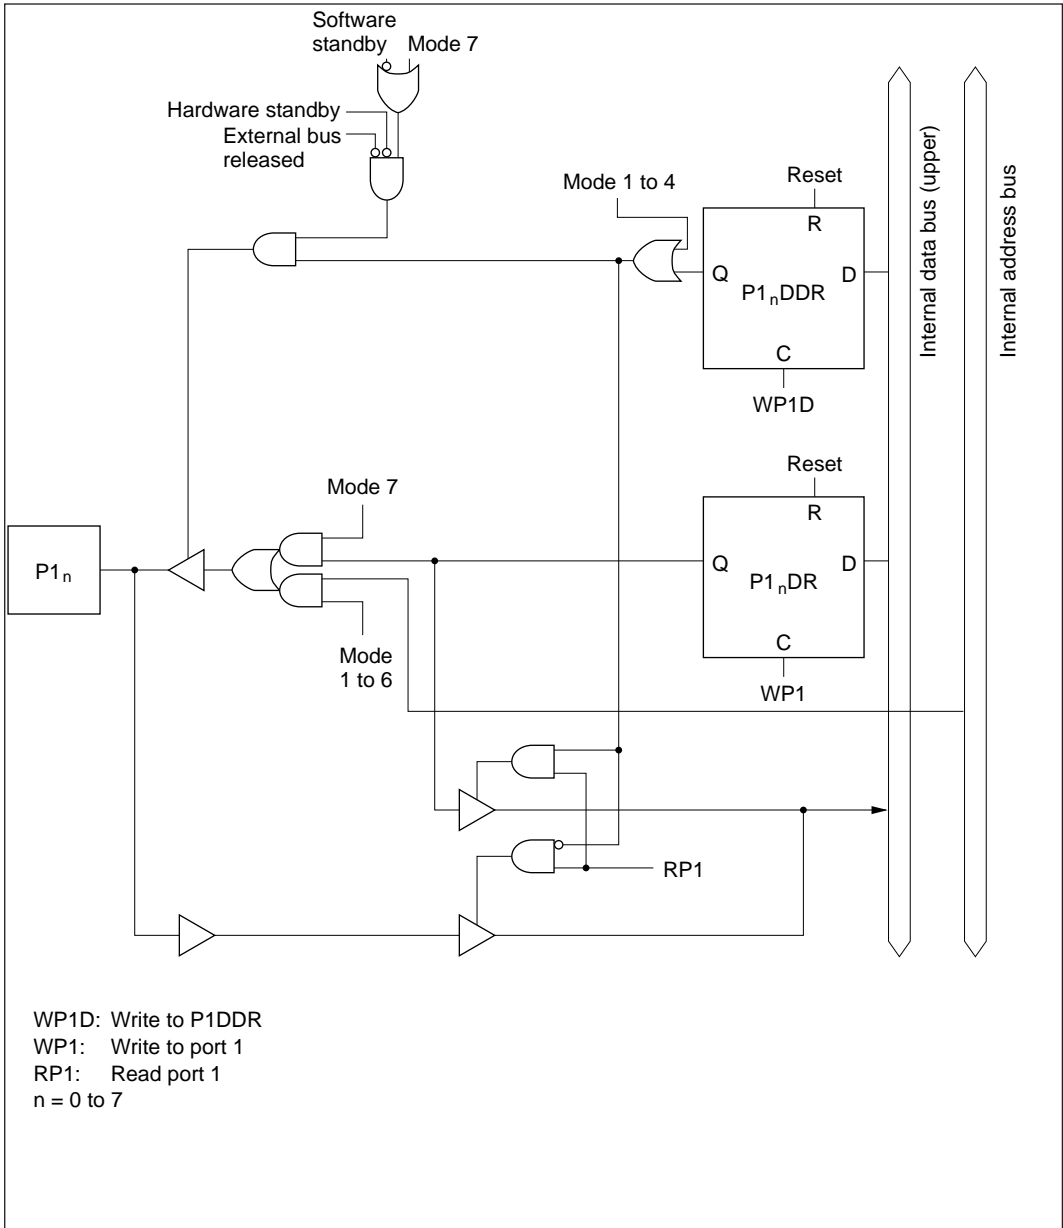 Software
standby
Mode 7
Hardware standby
External bus
released
Mode 1 to 4
Reset
R
Q
D
P1nDDR
C
WP1D
Internal data bus (upper)
Internal address bus
Reset
R
Mode 7
P1n
Q
D
P1nDR
C
WP1
Mode
1 to 6
RP1
WP1D: Write to P1DDR
WP1: Write to port 1
RP1: Read port 1
n = 0 to 7